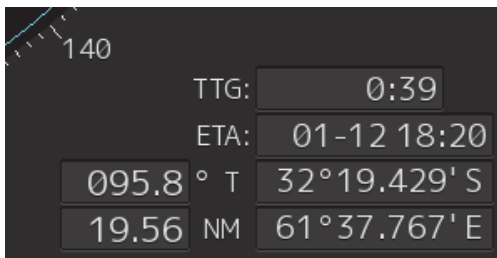 140
TTG: 0:39
ETA: 01-12 18:20
095.8 ° T 32°19.429' S
19.56 NM 61°37.767' E